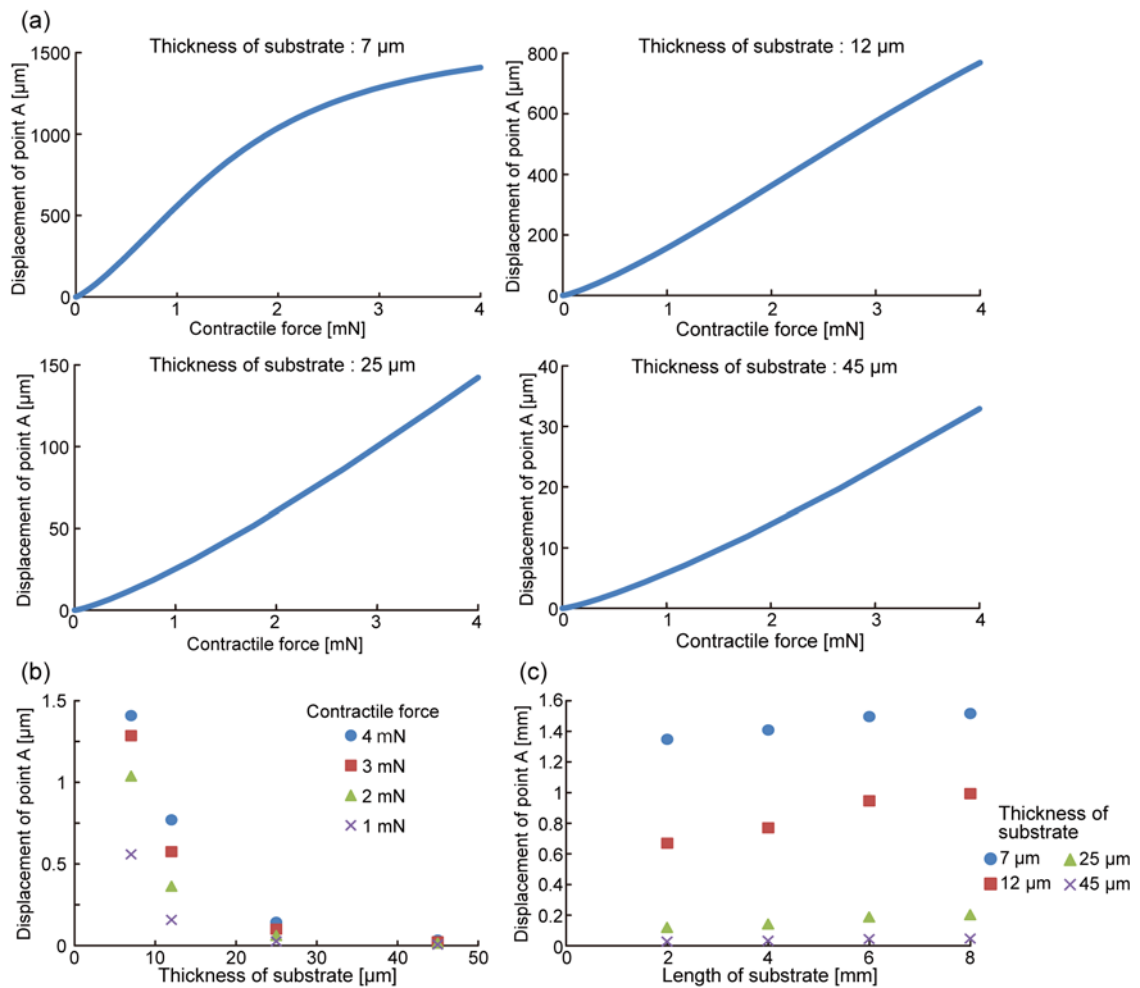 (a)
Thickness of substrate : 7 µm
Displacement of point A [µm]
1500
1000
500
0
0 1 2 3 4
Contractile force [mN]
Thickness of substrate : 12 µm
Displacement of point A [µm]
800
600
400
200
0
0 1 2 3 4
Contractile force [mN]
Thickness of substrate : 25 µm
Displacement of point A [µm]
150
100
50
0
0 1 2 3 4
Contractile force [mN]
Thickness of substrate : 45 µm
Displacement of point A [µm]
40
30
20
10
0
0 1 2 3 4
Contractile force [mN]
(b)
Displacement of point A [µm]
1.5
1
0.5
0
0 10 20 30 40 50
Thickness of substrate [µm]
Contractile force
4 mN
3 mN
2 mN
1 mN
(c)
Displacement of point A [mm]
1.6
1.4
1.2
1
0.8
0.6
0.4
0.2
0
0 2 4 6 8
Length of substrate [mm]
Thickness of
substrate
7 µm 25 µm
12 µm 45 µm